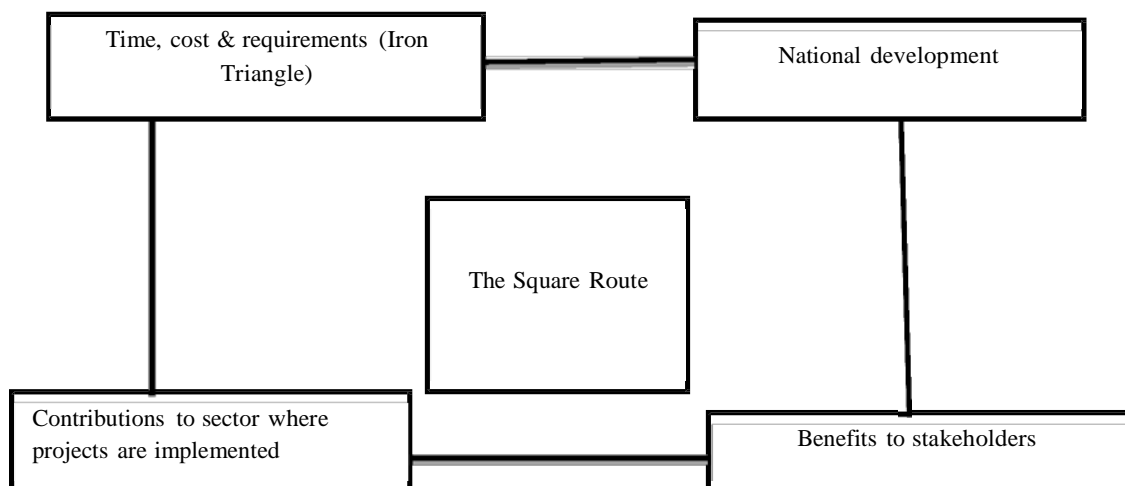 Time, cost & requirements (Iron
Triangle)
National development
The Square Route
Contributions to sector where
projects are implemented
Benefits to stakeholders